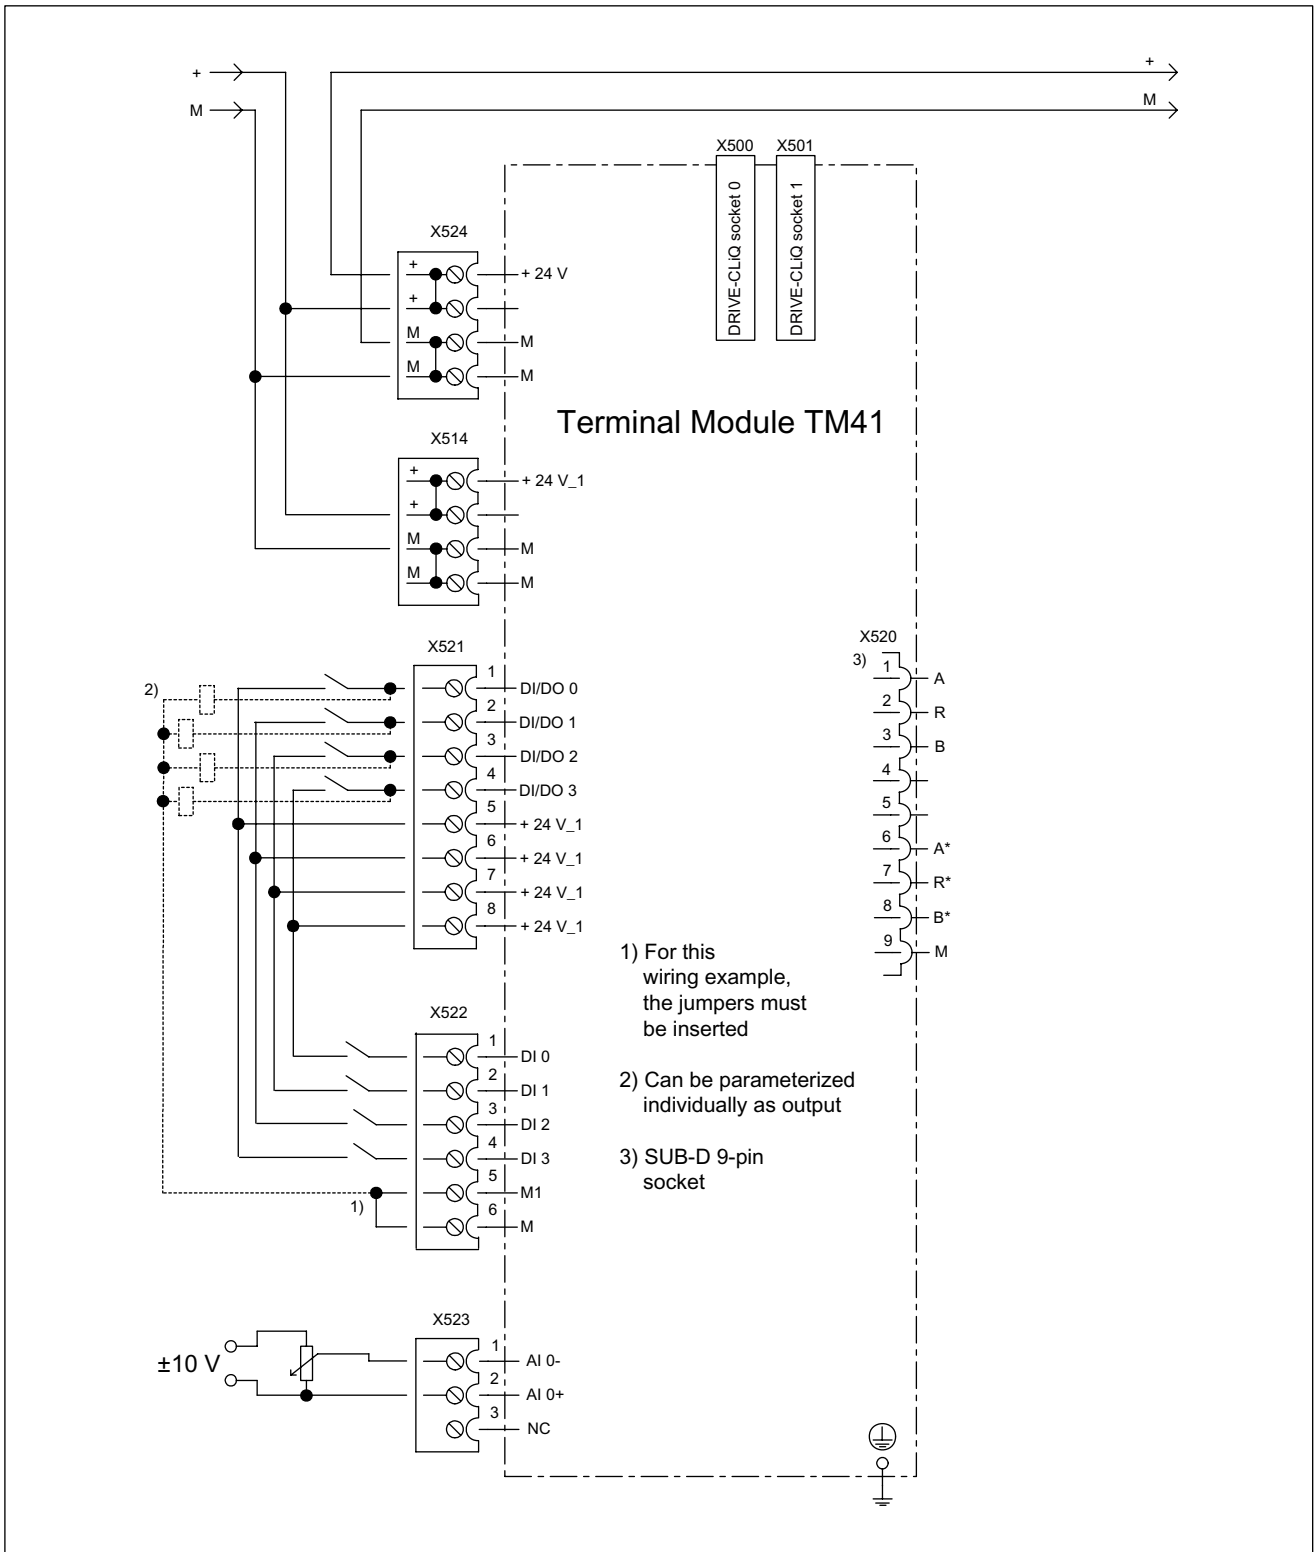 +
+
M
M
X500 X501
DRIVE-CLiQ socket 0
DRIVE-CLiQ socket 1
X524
+ + 24 V
+
M M
M M
Terminal Module TM41
X514
+ + 24 V_1
+
M M
M M
X521
2)
1 DI/DO 0
2 DI/DO 1
3 DI/DO 2
4 DI/DO 3
5 + 24 V_1
6 + 24 V_1
7 + 24 V_1
8 + 24 V_1
X520
3)
1 A
2 R
3 B
4
5
6 A*
7 R*
8 B*
9 M
1) For this
wiring example,
the jumpers must
be inserted
2) Can be parameterized
individually as output
3) SUB-D 9-pin
socket
X522
1 DI 0
2 DI 1
3 DI 2
4 DI 3
5 M1
1)
6 M
X523
±10 V
1 AI 0-
2 AI 0+
3 NC